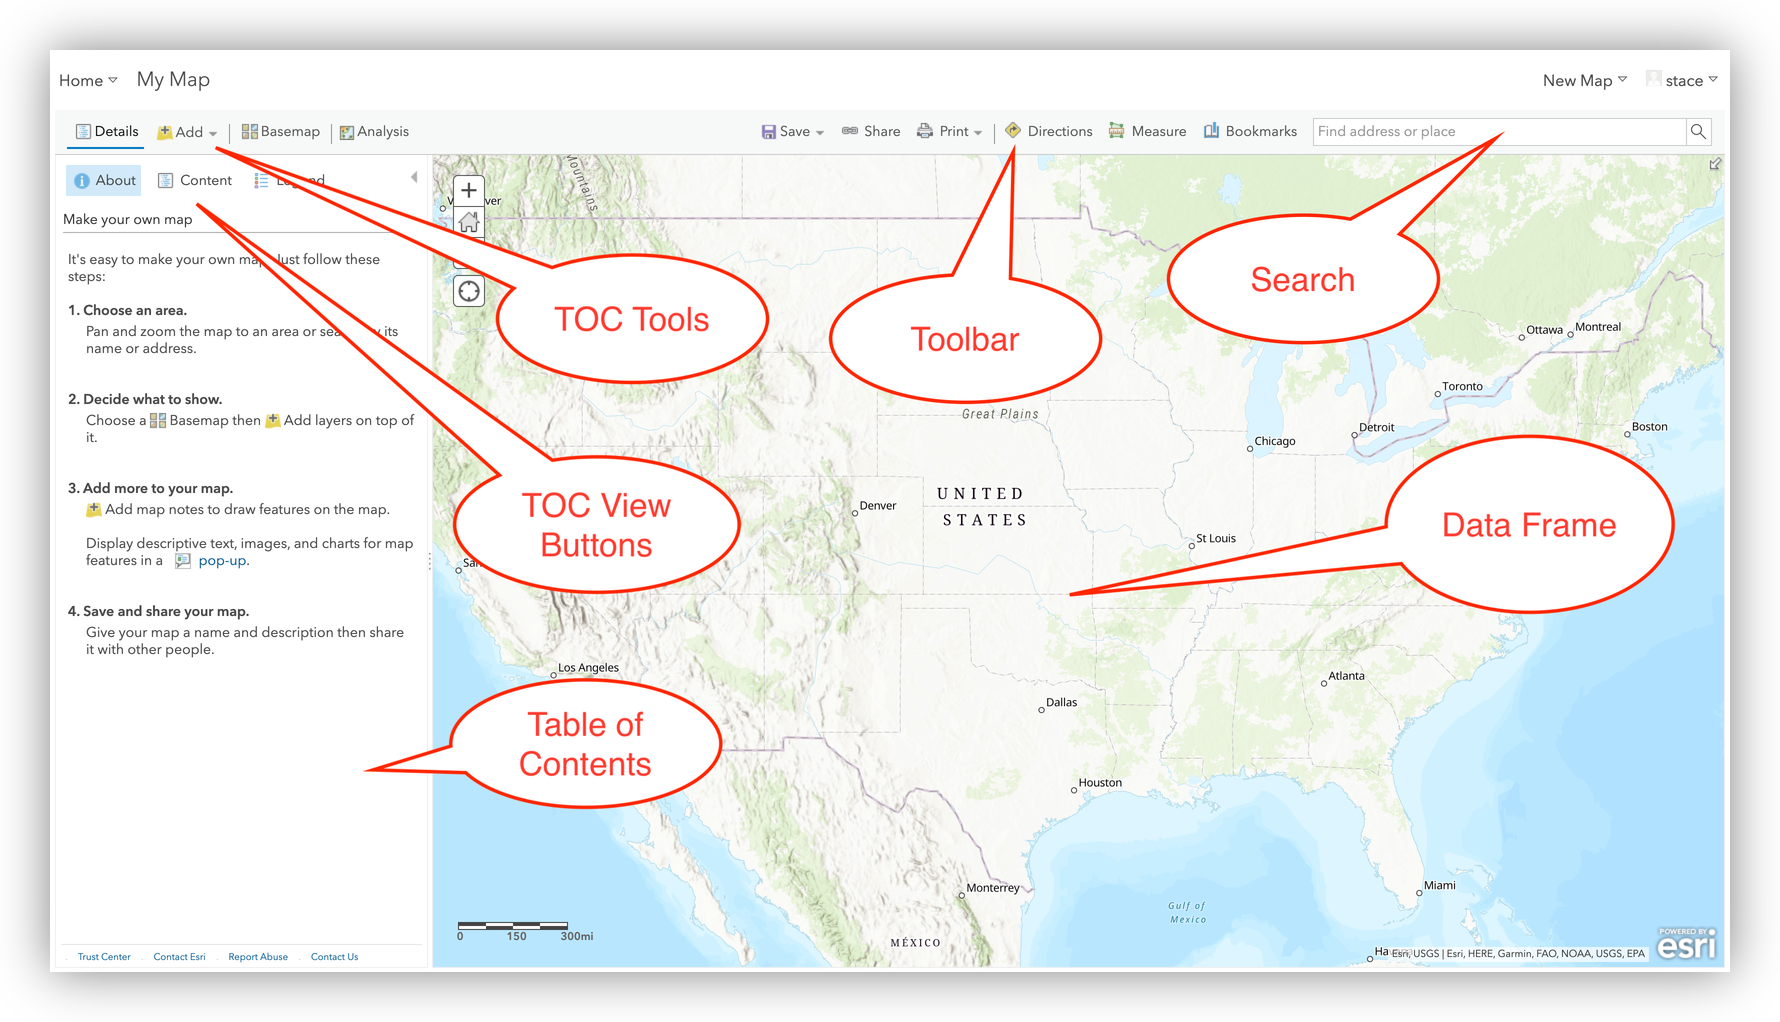 Home My Map New Map stace
Details Add Basemap Analysis Save Share Print Directions Measure Bookmarks Find address or place
About Content
Make your own map
It's easy to make your own map. Just follow these
steps:
1. Choose an area.
Pan and zoom the map to an area or its
name or address.
2. Decide what to show.
Choose a Basemap then Add layers on top of
it.
3. Add more to your map.
Add map notes to draw features on the map.
Display descriptive text, images, and charts for map
features in a pop-up.
4. Save and share your map.
Give your map a name and description then share
it with other people.
Trust Center Contact Esri Report Abuse Contact Us
TOC Tools
Toolbar
Search
TOC View
Buttons
Data Frame
Table of
Contents
Mountains
Great Plains
UNITED
STATES
Ottawa
Montreal
Toronto
Detroit
Boston
Chicago
Denver
St Louis
Los Angeles
Atlanta
Dallas
Houston
Monterrey
Miami
Gulf of
Mexico
MÉXICO
0 150 300mi
Esri, USGS | Esri, HERE, Garmin, FAO, NOAA, USGS, EPA
POWERED BY
esri